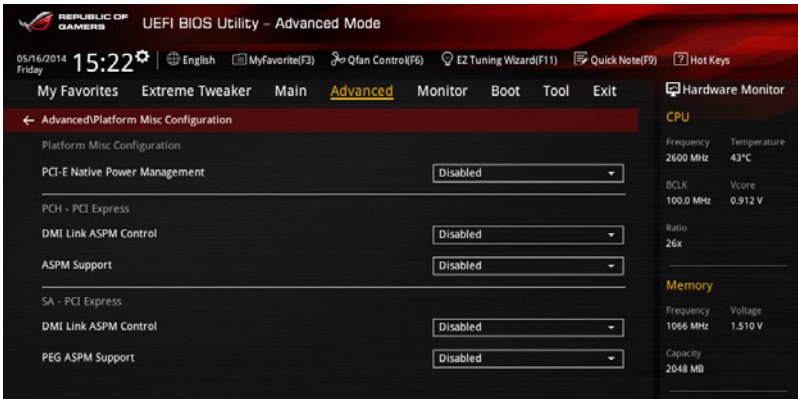 REPUBLIC OF GAMERS UEFI BIOS Utility – Advanced Mode
05/16/2014 Friday 15:22 English MyFavorite(F3) Qfan Control(F6) EZ Tuning Wizard(F11) Quick Note(F9) ? Hot Keys
My Favorites Extreme Tweaker Main Advanced Monitor Boot Tool Exit
← Advanced\Platform Misc Configuration
Platform Misc Configuration
PCI-E Native Power Management Disabled
PCH - PCI Express
DMI Link ASPM Control Disabled
ASPM Support Disabled
SA - PCI Express
DMI Link ASPM Control Disabled
PEG ASPM Support Disabled
Hardware Monitor
CPU
Frequency Temperature
2600 MHz 43°C
BCLK Vcore
100.0 MHz 0.912 V
Ratio
26x
Memory
Frequency Voltage
1066 MHz 1.510 V
Capacity
2048 MB